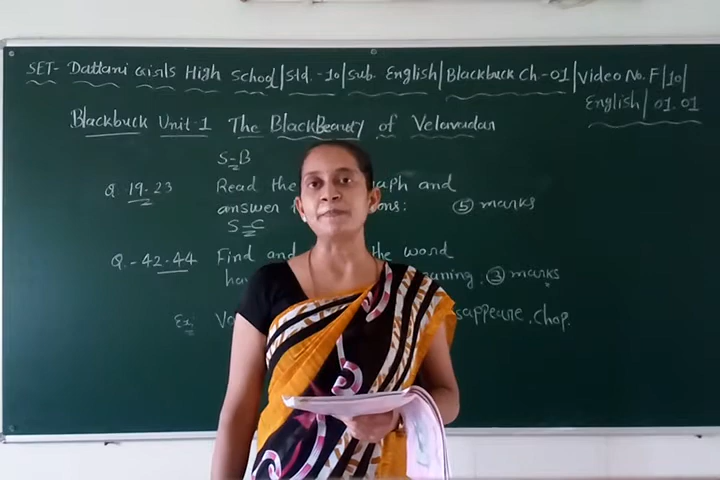 SET- Dattani Girls High School | Std. - 10 | Sub. English | Blackbuck Ch.-01 | Video No. F | 10 |
English | 01.01
Blackbuck Unit-1 The BlackBeauty of Velavadar
S-B
Q. 19-23 Read the aph and
answer ons: 5 marks
S-C
Q.-42-44 Find and the word
ha aning. 3 marks
Ex: sappeare, chop.